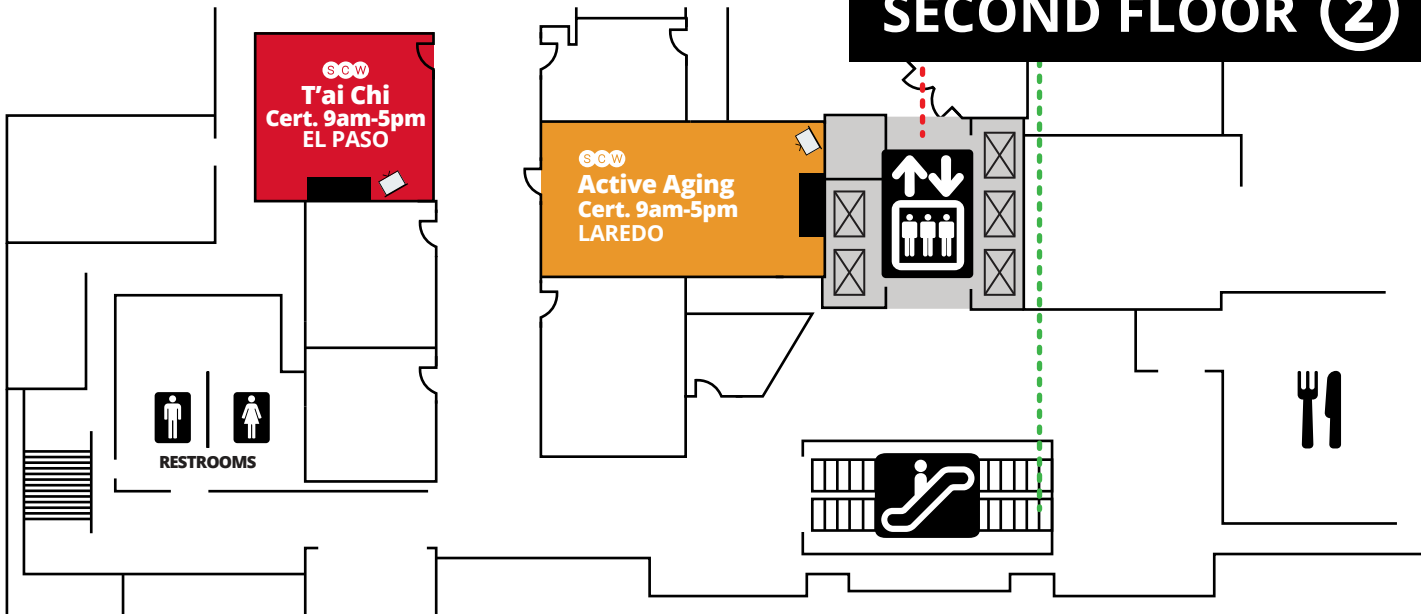 SECOND FLOOR 2
SCW
T’ai Chi
Cert. 9am-5pm
EL PASO
SCW
Active Aging
Cert. 9am-5pm
LAREDO
RESTROOMS